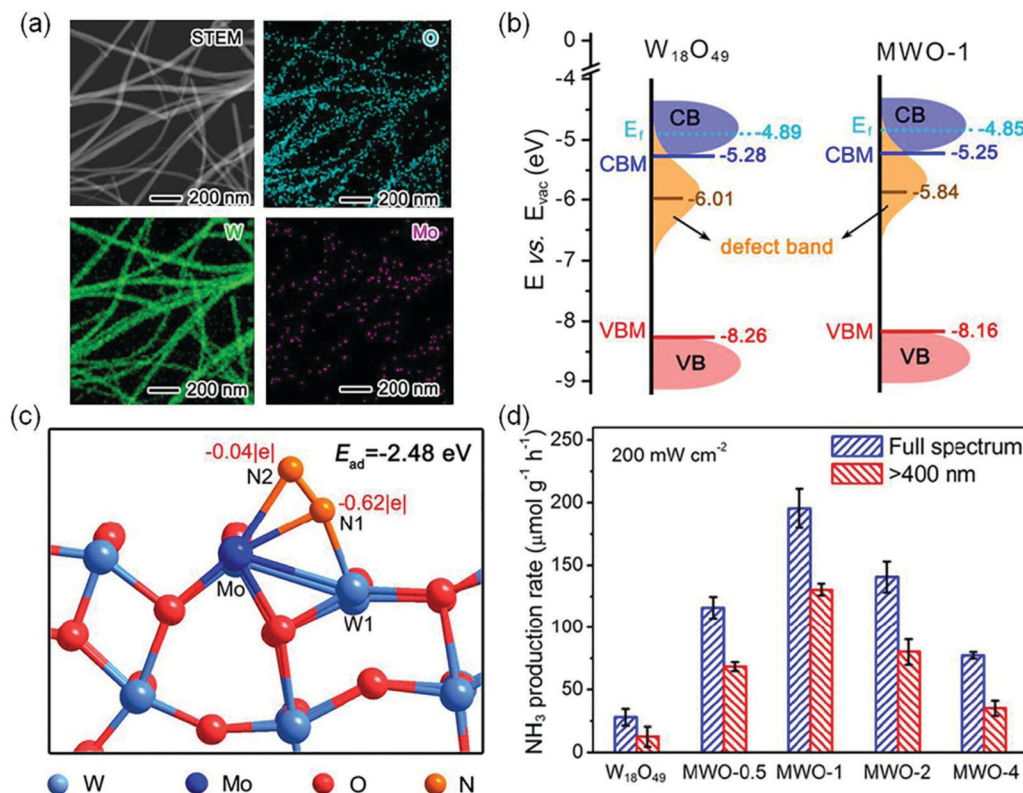 (a)
STEM
200 nm
O
200 nm
W
200 nm
Mo
200 nm
(b)
W18O49
MWO-1
E vs. Evac (eV)
0
-4
-5
-6
-7
-8
-9
CB
Ef
-4.89
CBM
-5.28
-6.01
defect band
VBM
-8.26
VB
CB
Ef
-4.85
CBM
-5.25
-5.84
VBM
-8.16
VB
(c)
-0.04|e|
Ead=-2.48 eV
N2
-0.62|e|
N1
Mo
W1
W
Mo
O
N
(d)
NH3 production rate (μmol g-1 h-1)
250
200
150
100
50
0
200 mW cm-2
Full spectrum
>400 nm
W18O49
MWO-0.5
MWO-1
MWO-2
MWO-4